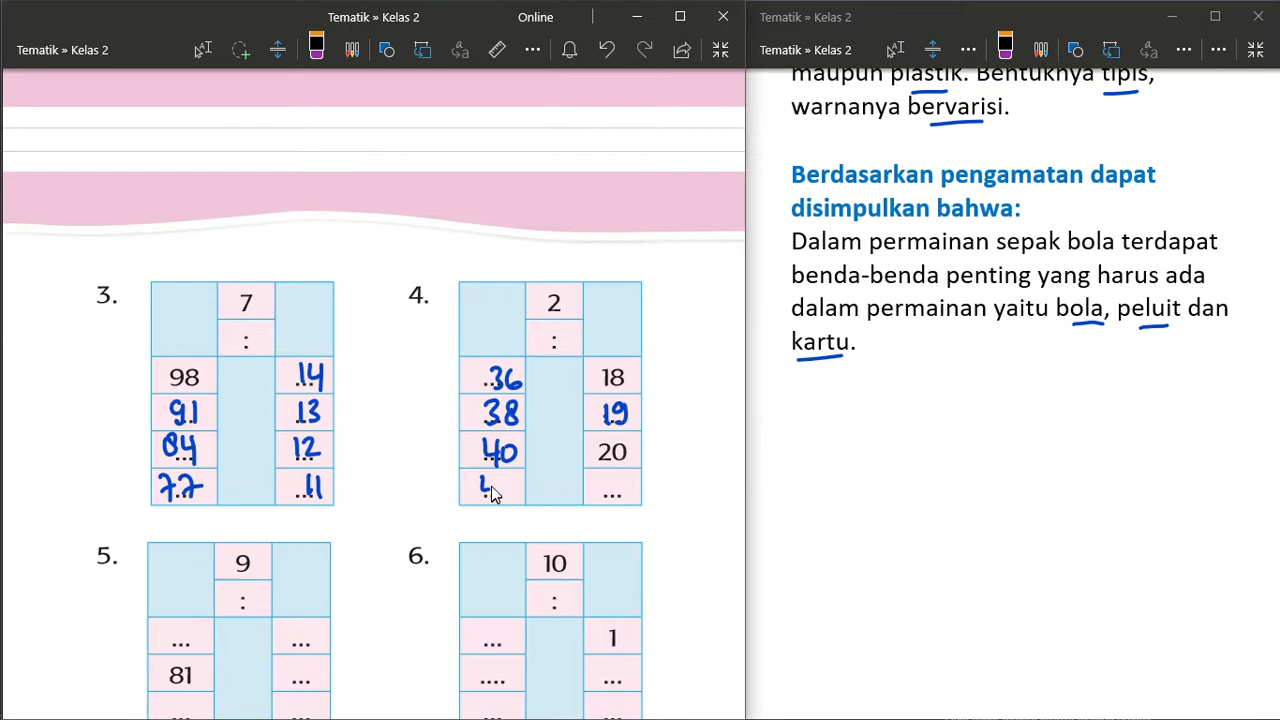 Tematik » Kelas 2
Online
Tematik » Kelas 2
Tematik » Kelas 2
Tematik » Kelas 2
maupun plastik. Bentuknya tipis,
warnanya bervarisi.
Berdasarkan pengamatan dapat
disimpulkan bahwa:
Dalam permainan sepak bola terdapat
benda-benda penting yang harus ada
dalam permainan yaitu bola, peluit dan
kartu.
3.
7
:
98 ...14
91 13
84 12
77 ...11
4.
2
:
36 18
38 19
40 20
... ...
5.
9
:
... ...
81 ...
... ...
6.
10
:
... 1
.... ...
... ...